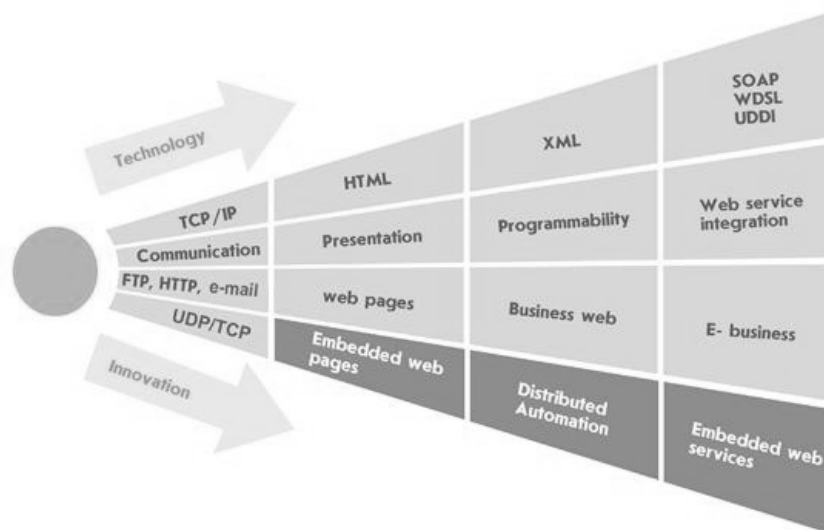 Technology
TCP/IP
HTML
XML
SOAP
WDSL
UDDI
Communication
Presentation
Programmability
Web service
integration
FTP, HTTP, e-mail
web pages
Business web
E- business
UDP/TCP
Embedded web
pages
Distributed
Automation
Embedded web
services
Innovation